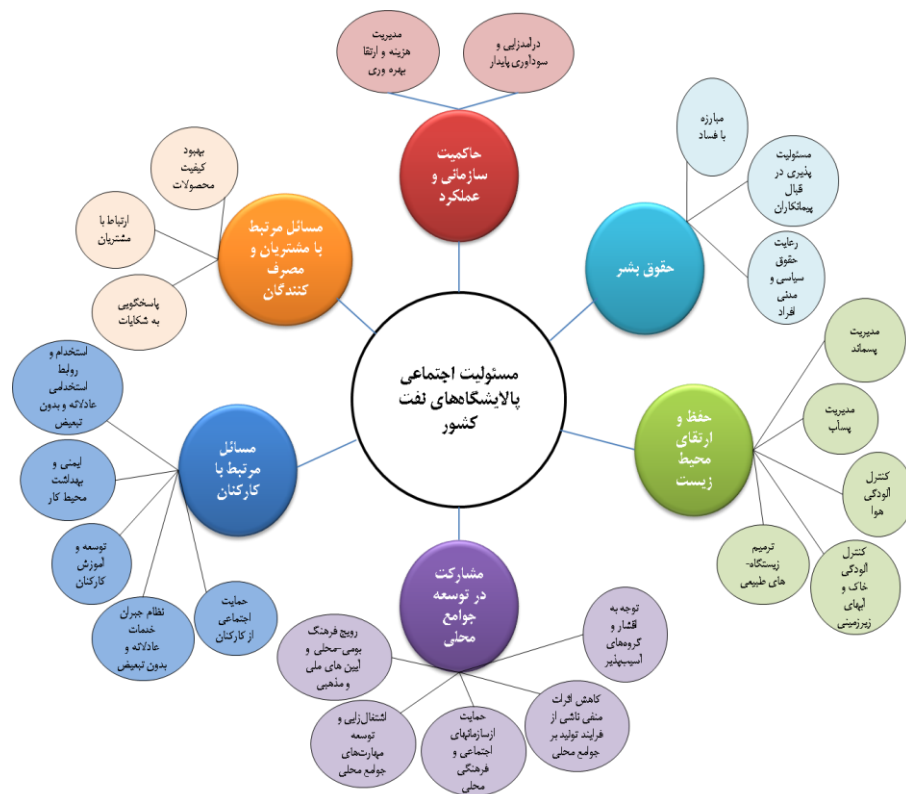 مسئولیت اجتماعی
پالایشگاه‌های نفت
کشور
حاکمیت
سازمانی و
عملکرد
مدیریت
هزینه و ارتقا
بهره وری
درآمدزایی و
سودآوری پایدار
حقوق بشر
مبارزه
با فساد
مسئولیت
پذیری در
قبال
پیمانکاران
رعایت
حقوق
سیاسی و
مدنی
افراد
حفظ و
ارتقای
محیط
زیست
مدیریت
پسماند
مدیریت
پسآب
کنترل
آلودگی
هوا
کنترل
آلودگی
خاک و
آبهای
زیرزمینی
ترمیم
زیستگاه-
های طبیعی
مشارکت
در توسعه
جوامع
محلی
توجه به
اقشار و
گروه‌های
آسیب‌پذیر
کاهش اثرات
منفی ناشی از
فرایند تولید بر
جوامع محلی
حمایت
ازسازمانهای
اجتماعی و
فرهنگی
محلی
اشتغال‌زایی و
توسعه
مهارت‌های
جوامع محلی
رویج فرهنگ
بومی-محلی و
آیین های ملی
و مذهبی
مسائل
مرتبط با
کارکنان
حمایت
اجتماعی
از کارکنان
نظام جبران
خدمات
عادلانه و
بدون تبعیض
توسعه و
آموزش
کارکنان
ایمنی و
بهداشت
محیط کار
استخدام و
روابط
استخدامی
عادلانه و بدون
تبعیض
مسائل مرتبط
با مشتریان و
مصرف
کنندگان
پاسخگویی
به شکایات
ارتباط با
مشتریان
بهبود
کیفیت
محصولات